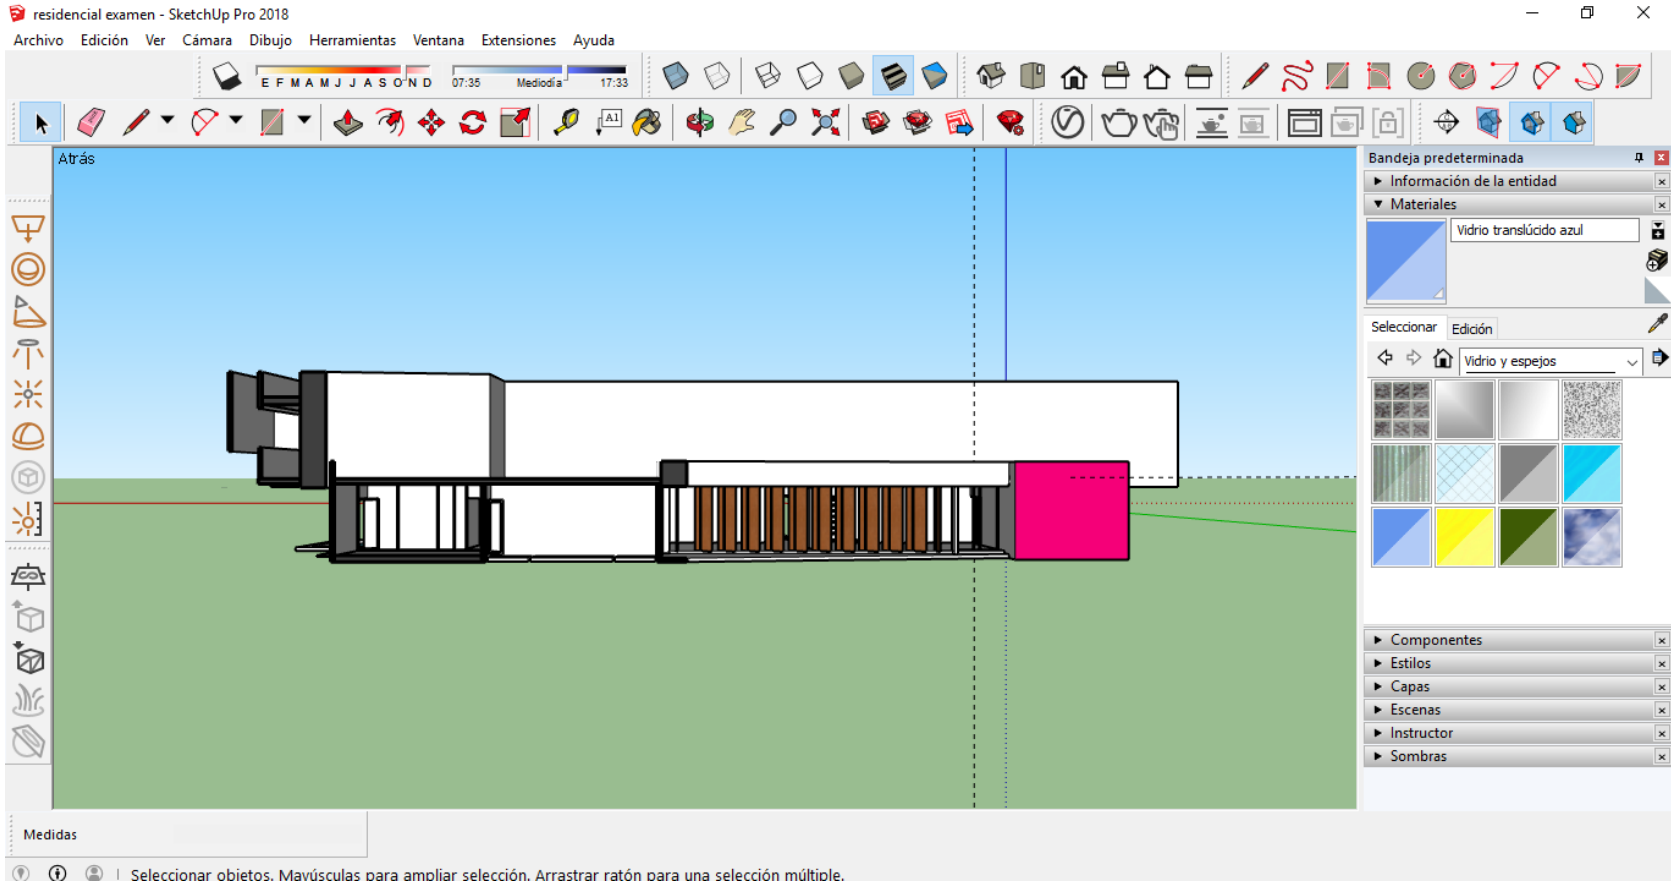 residencial examen - SketchUp Pro 2018
Archivo Edición Ver Cámara Dibujo Herramientas Ventana Extensiones Ayuda
E F M A M J J A S O N D 07:35 Mediodía 17:33
A1
Atrás
Bandeja predeterminada
Información de la entidad
Materiales
Vidrio translúcido azul
Seleccionar Edición
Vidrio y espejos
Componentes
Estilos
Capas
Escenas
Instructor
Sombras
Medidas
Seleccionar objetos. Mayúsculas para ampliar selección. Arrastrar ratón para una selección múltiple.